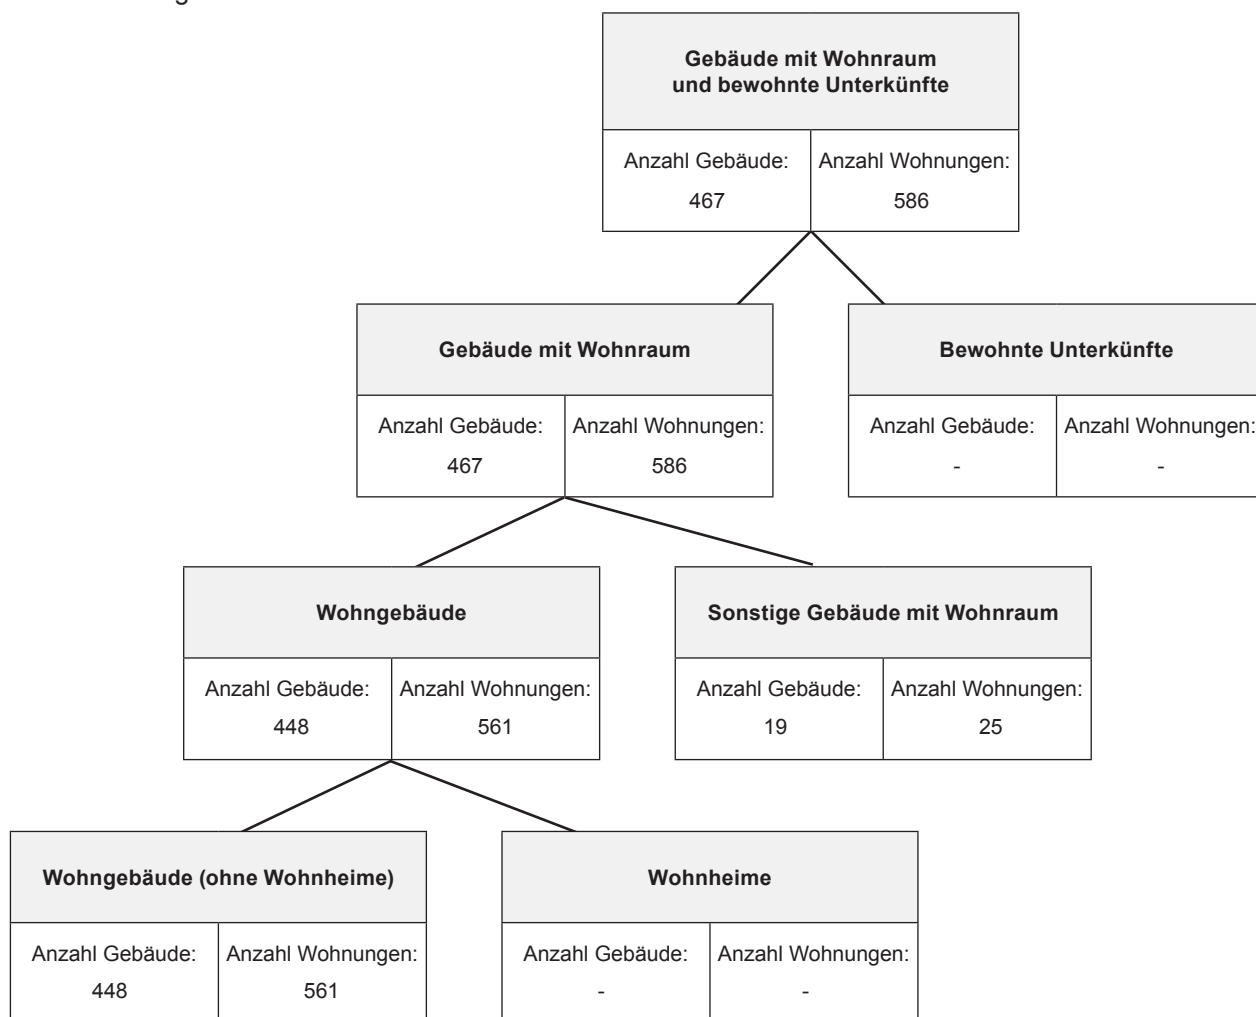 Gebäude mit Wohnraum
und bewohnte Unterkünfte
Anzahl Gebäude: Anzahl Wohnungen:
467 586
Gebäude mit Wohnraum
Anzahl Gebäude: Anzahl Wohnungen:
467 586
Bewohnte Unterkünfte
Anzahl Gebäude: Anzahl Wohnungen:
- -
Wohngebäude
Anzahl Gebäude: Anzahl Wohnungen:
448 561
Sonstige Gebäude mit Wohnraum
Anzahl Gebäude: Anzahl Wohnungen:
19 25
Wohngebäude (ohne Wohnheime)
Anzahl Gebäude: Anzahl Wohnungen:
448 561
Wohnheime
Anzahl Gebäude: Anzahl Wohnungen:
- -